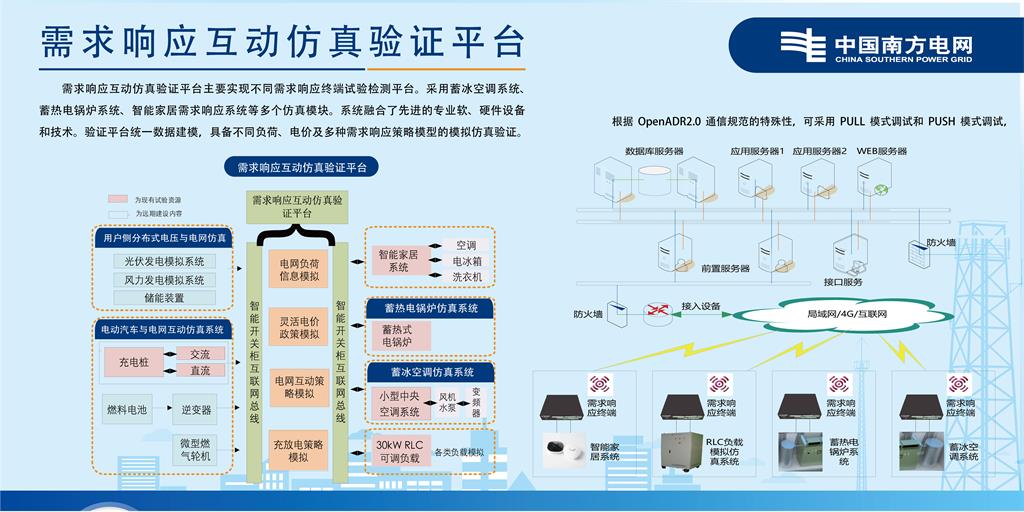 需求响应互动仿真验证平台
中国南方电网
CHINA SOUTHERN POWER GRID
需求响应互动仿真验证平台主要实现不同需求响应终端试验检测平台。采用蓄冰空调系统、
蓄热电锅炉系统、智能家居需求响应系统等多个仿真模块。系统融合了先进的专业软、硬件设备
和技术。验证平台统一数据建模，具备不同负荷、电价及多种需求响应策略模型的模拟仿真验证。
需求响应互动仿真验证平台
为现有试验资源
为远期建设内容
需求响应互动仿真验
证平台
用户侧分布式电压与电网仿真
光伏发电模拟系统
风力发电模拟系统
储能装置
电动汽车与电网互动仿真系统
充电桩
交流
直流
燃料电池
逆变器
微型燃
气轮机
智能开关柜互联网总线
电网负荷
信息模拟
灵活电价
政策模拟
电网互动策
略模拟
充放电策略
模拟
智能开关柜互联网总线
智能家居
系统
空调
电冰箱
洗衣机
蓄热电锅炉仿真系统
蓄热式
电锅炉
蓄冰空调仿真系统
小型中央
空调系统
风机
水泵
变频器
30kW RLC
可调负载
各类负载模拟
根据 OpenADR2.0 通信规范的特殊性，可采用 PULL 模式调试和 PUSH 模式调试，
数据库服务器
应用服务器1
应用服务器2
WEB服务器
防火墙
前置服务器
接口服务
防火墙
接入设备
局域网/4G/互联网
需求响
应终端
智能家
居系统
需求响
应终端
RLC负载
模拟仿
真系统
需求响
应终端
蓄热电
锅炉系
统
需求响
应终端
蓄冰空
调系统